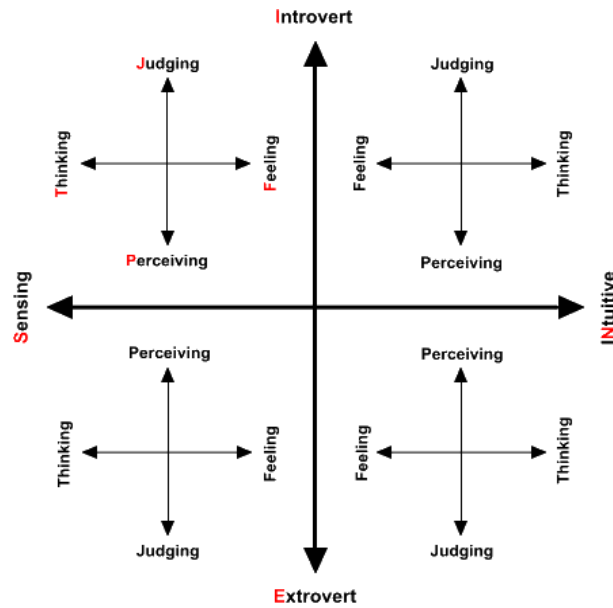 Introvert
Judging
Judging
Thinking
Feeling
Feeling
Thinking
Perceiving
Perceiving
Sensing
INtuitive
Perceiving
Perceiving
Thinking
Feeling
Feeling
Thinking
Judging
Judging
Extrovert